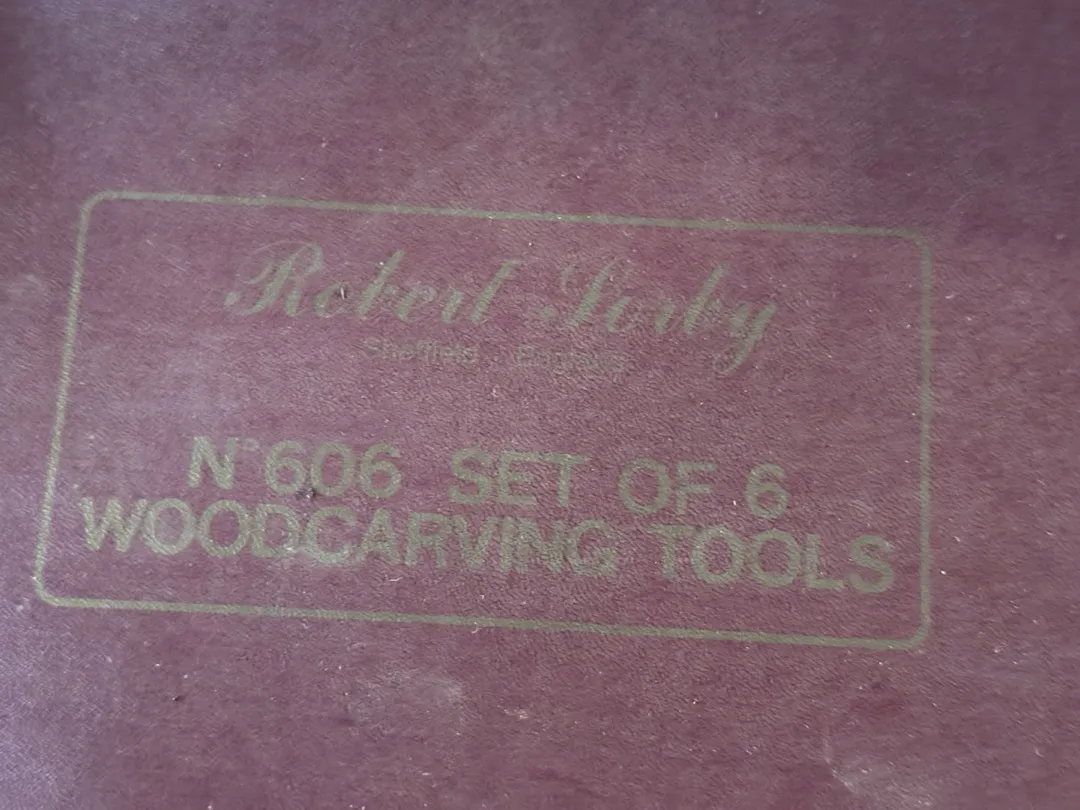 Robert Sorby
Sheffield England
N°606 SET OF 6
WOODCARVING TOOLS